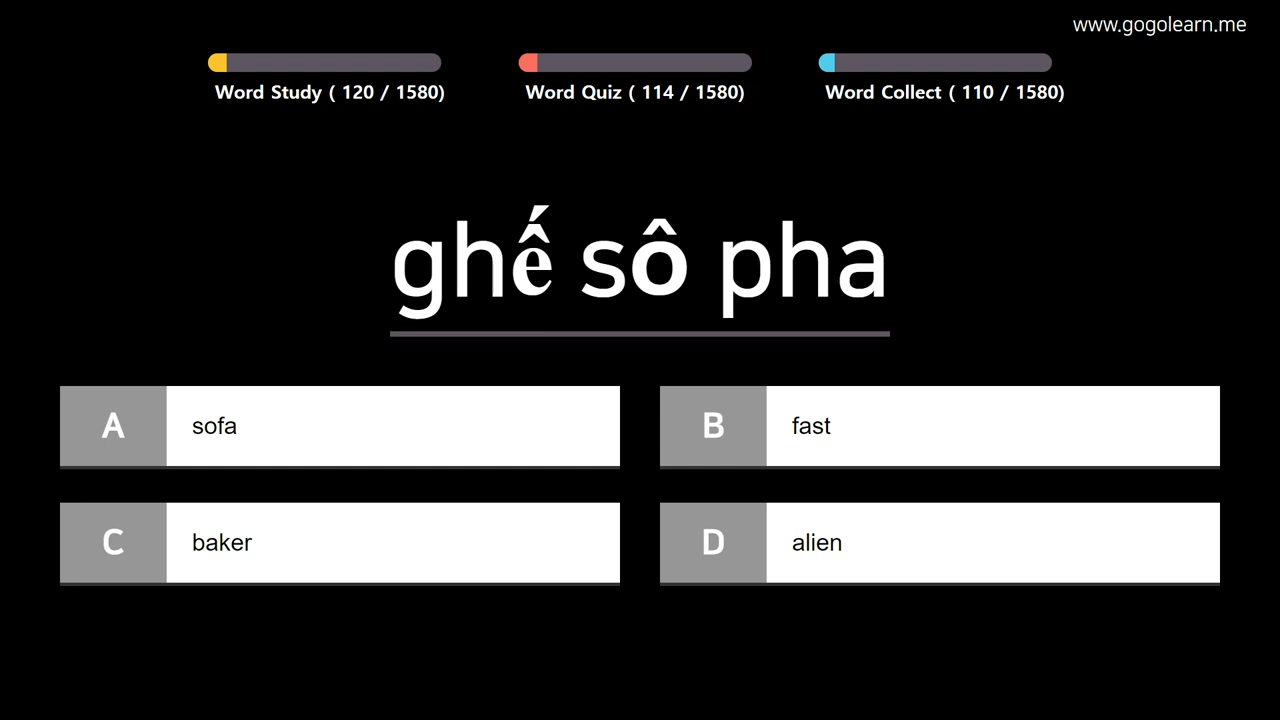 www.gogolearn.me
Word Study ( 120 / 1580)
Word Quiz ( 114 / 1580)
Word Collect ( 110 / 1580)
ghế sô pha
A sofa
B fast
C baker
D alien